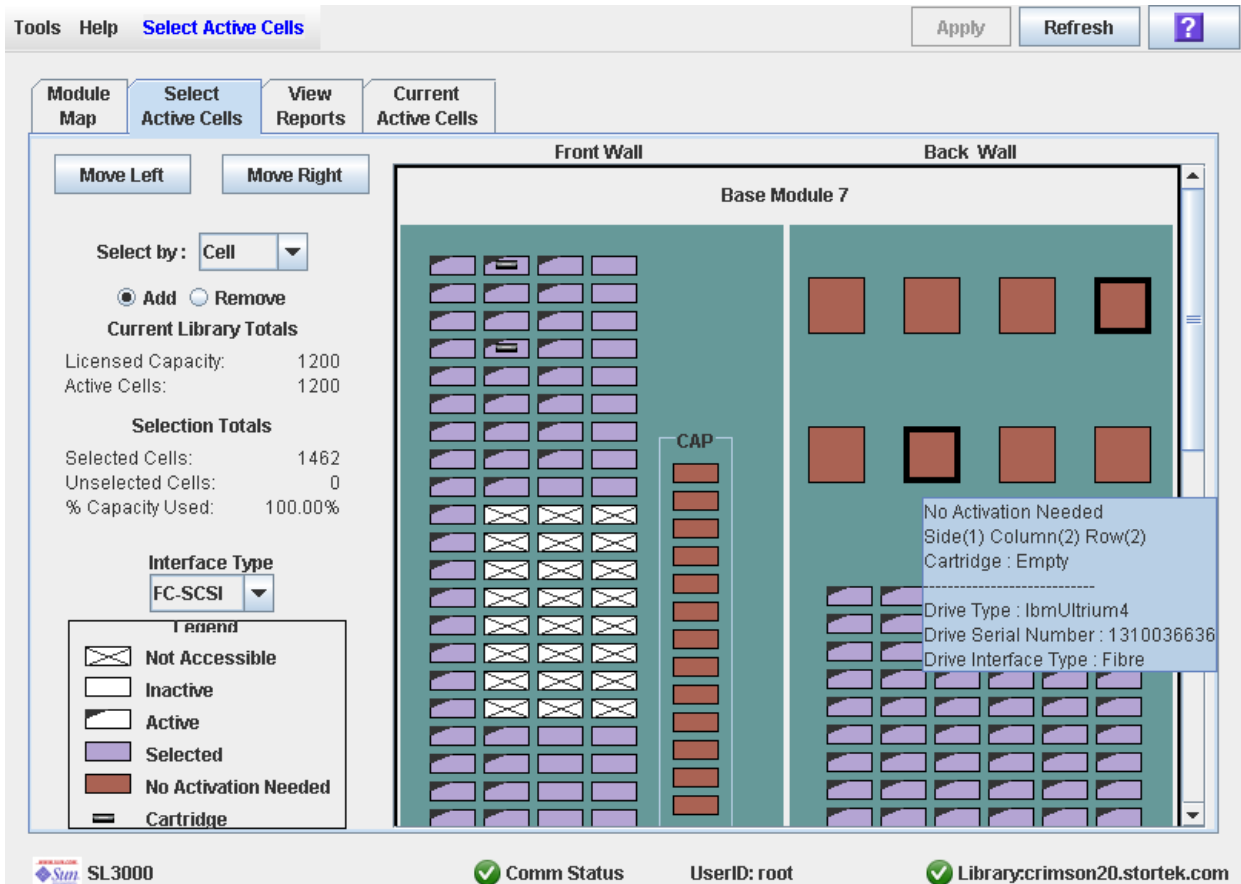 Tools Help Select Active Cells Apply Refresh ?
Module Map
Select Active Cells
View Reports
Current Active Cells
Move Left Move Right
Front Wall Back Wall
Base Module 7
Select by: Cell
Add Remove
Current Library Totals
Licensed Capacity: 1200
Active Cells: 1200
Selection Totals
Selected Cells: 1462
Unselected Cells: 0
% Capacity Used: 100.00%
Interface Type
FC-SCSI
Legend
Not Accessible
Inactive
Active
Selected
No Activation Needed
Cartridge
CAP
No Activation Needed
Side(1) Column(2) Row(2)
Cartridge : Empty
--------------------------
Drive Type : IbmUltrium4
Drive Serial Number : 1310036636
Drive Interface Type : Fibre
Sun SL3000 Comm Status UserID: root Library:crimson20.stortek.com